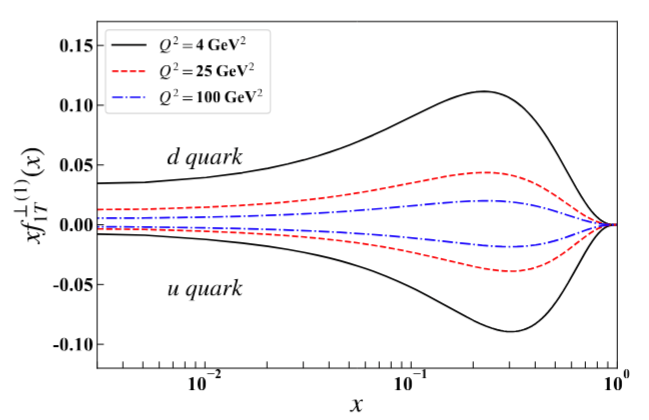 0.15
0.10
0.05
0.00
-0.05
-0.10
xf⊥(1)1T(x)
Q² = 4 GeV²
Q² = 25 GeV²
Q² = 100 GeV²
d quark
u quark
10⁻² 10⁻¹ 10⁰
x